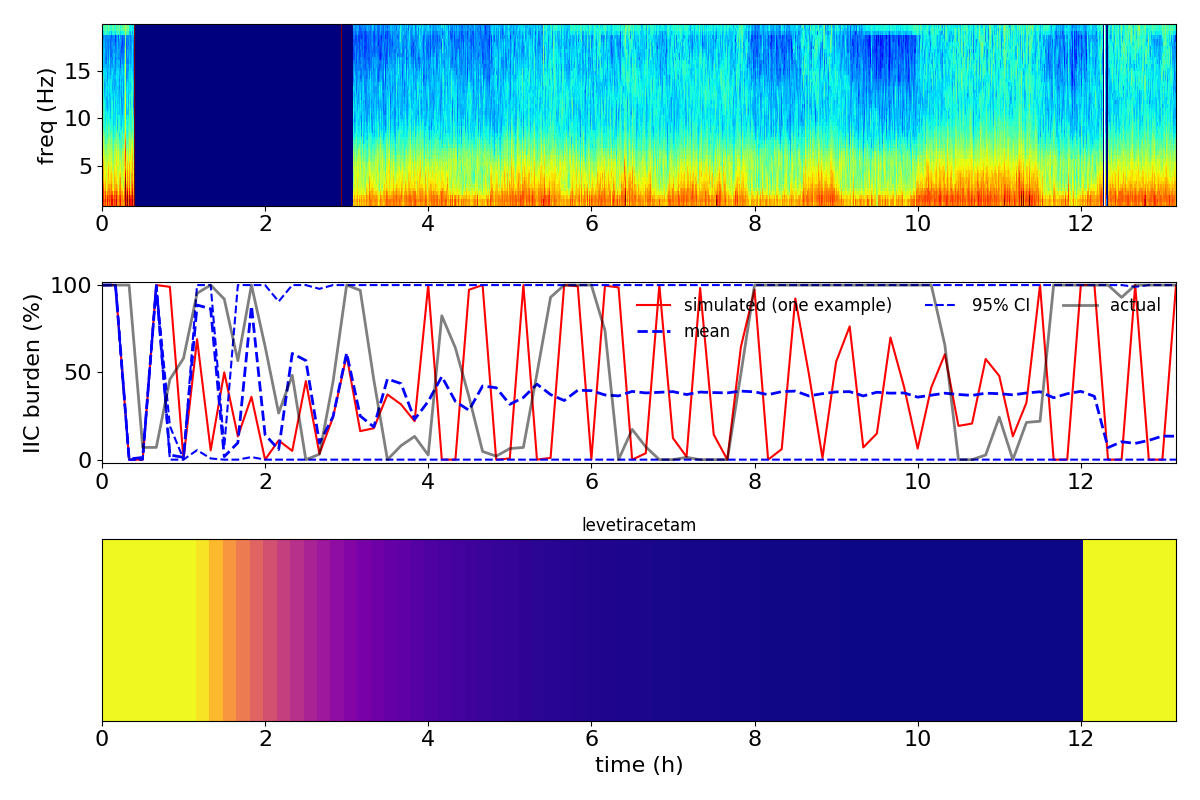 freq (Hz)
15
10
5
0 2 4 6 8 10 12
IIC burden (%)
100
50
0
simulated (one example)
mean
95% CI
actual
0 2 4 6 8 10 12
levetiracetam
0 2 4 6 8 10 12
time (h)